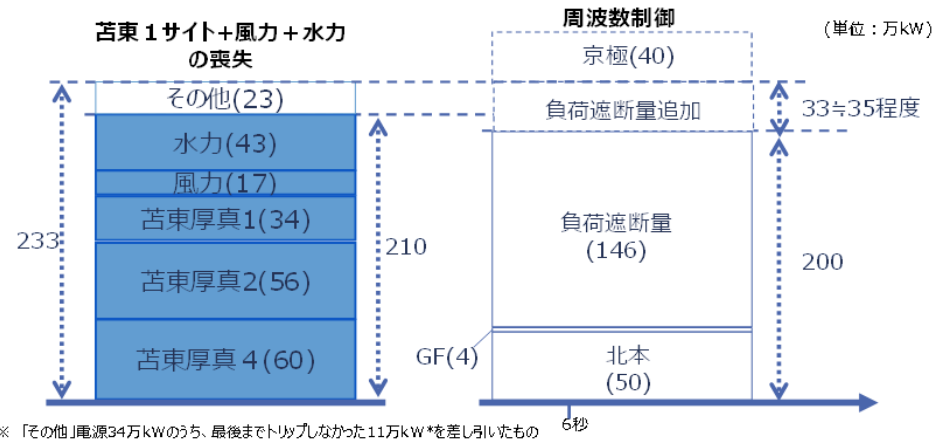 苫東1サイト+風力+水力
の喪失
周波数制御
(単位:万kW)
京極(40)
その他(23)
負荷遮断量追加
33≒35程度
水力(43)
風力(17)
苫東厚真1(34)
負荷遮断量
(146)
233
210
200
苫東厚真2(56)
苫東厚真4(60)
GF(4)
北本
(50)
6秒
※ 「その他」電源34万kWのうち、最後までトリップしなかった11万kW*を差し引いたもの